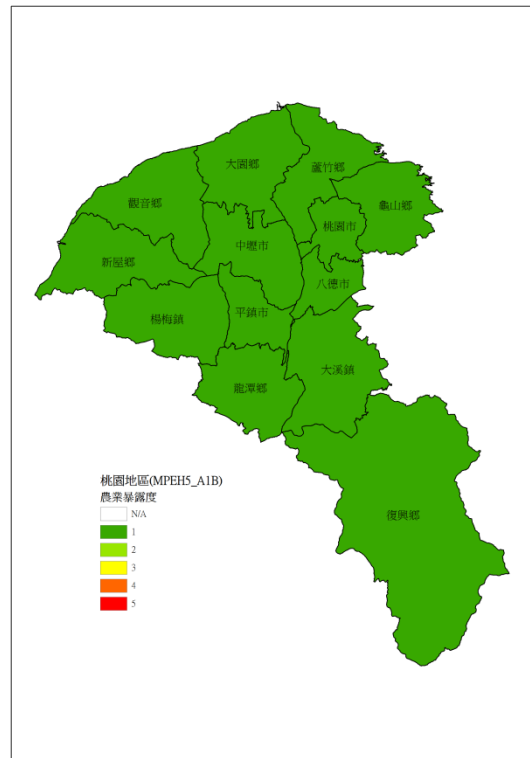 大園鄉
蘆竹鄉
觀音鄉
龜山鄉
桃園市
中壢市
新屋鄉
八德市
平鎮市
楊梅鎮
大溪鎮
龍潭鄉
復興鄉
桃園地區(MPEH5_A1B)
農業暴露度
N/A
1
2
3
4
5